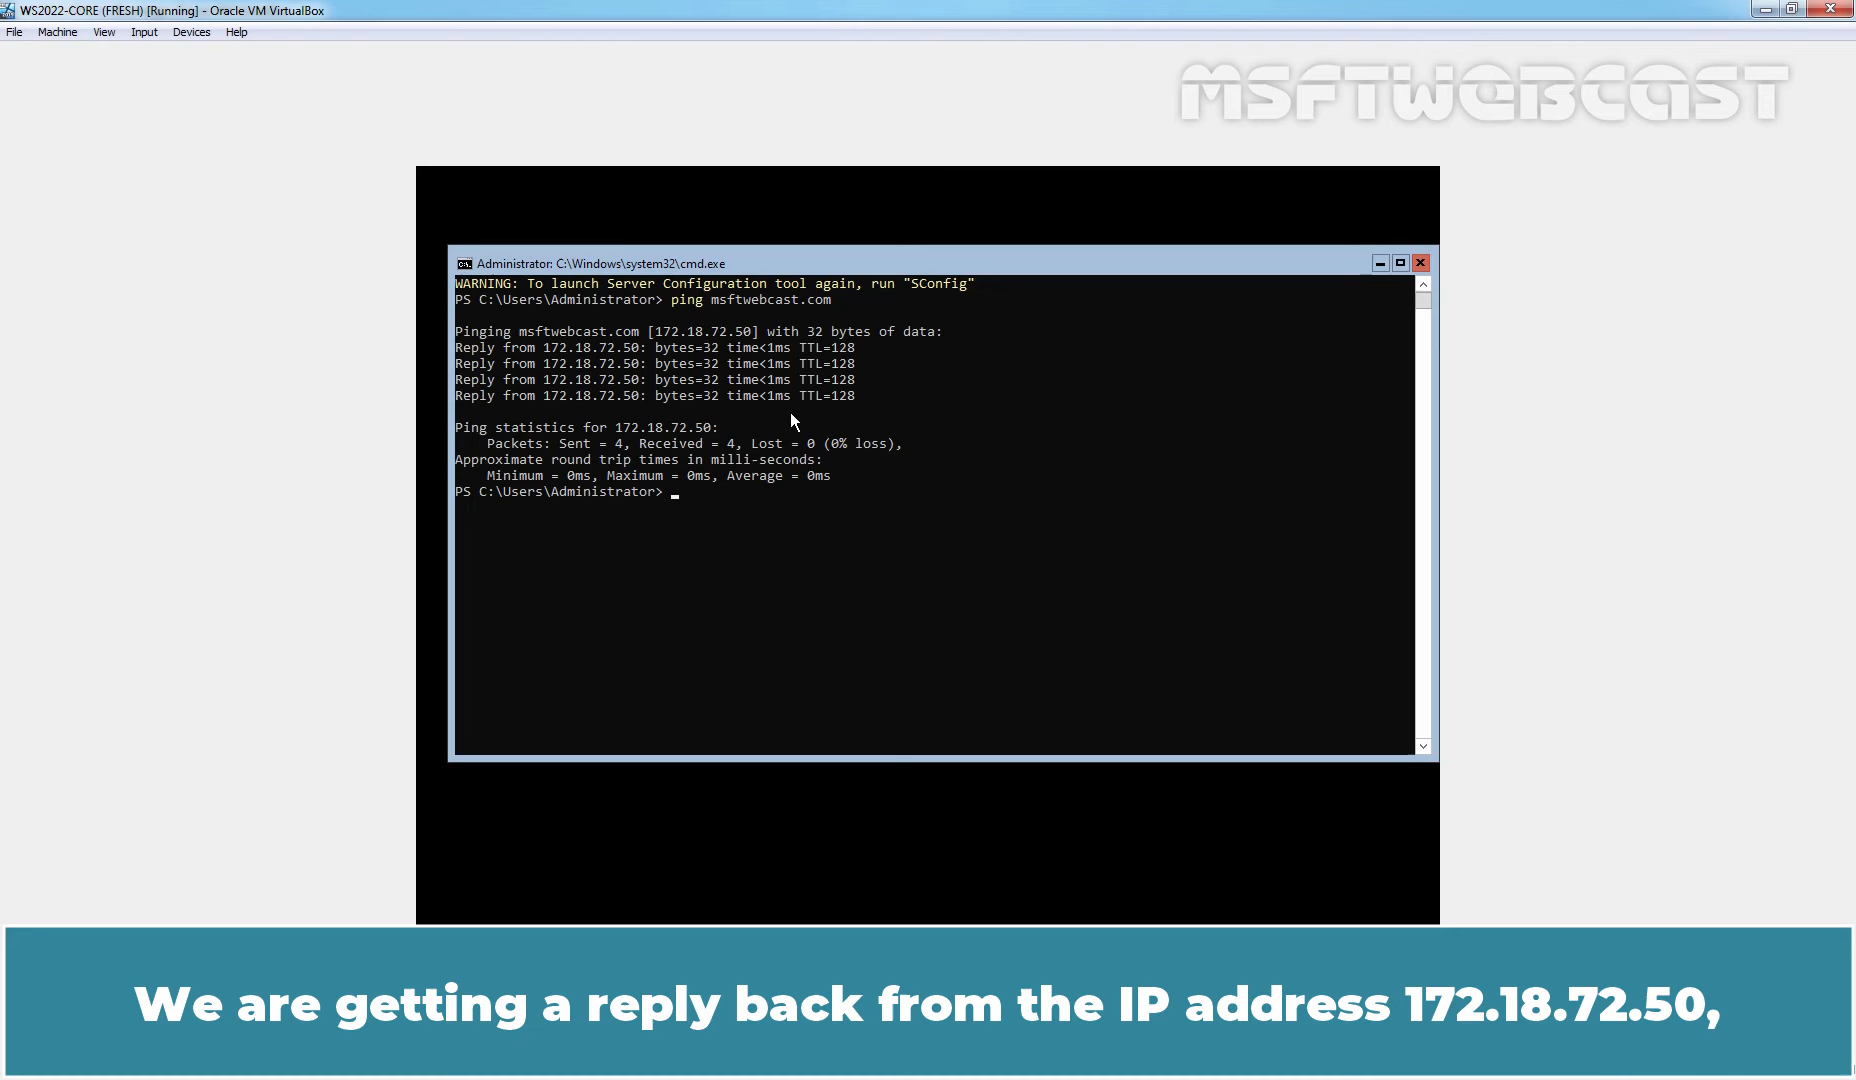 WS2022-CORE (FRESH) [Running] - Oracle VM VirtualBox
File Machine View Input Devices Help
MSFTWEBCAST
Administrator: C:\Windows\system32\cmd.exe
WARNING: To launch Server Configuration tool again, run "SConfig"
PS C:\Users\Administrator> ping msftwebcast.com
Pinging msftwebcast.com [172.18.72.50] with 32 bytes of data:
Reply from 172.18.72.50: bytes=32 time<1ms TTL=128
Reply from 172.18.72.50: bytes=32 time<1ms TTL=128
Reply from 172.18.72.50: bytes=32 time<1ms TTL=128
Reply from 172.18.72.50: bytes=32 time<1ms TTL=128
Ping statistics for 172.18.72.50:
Packets: Sent = 4, Received = 4, Lost = 0 (0% loss),
Approximate round trip times in milli-seconds:
Minimum = 0ms, Maximum = 0ms, Average = 0ms
PS C:\Users\Administrator>
We are getting a reply back from the IP address 172.18.72.50,